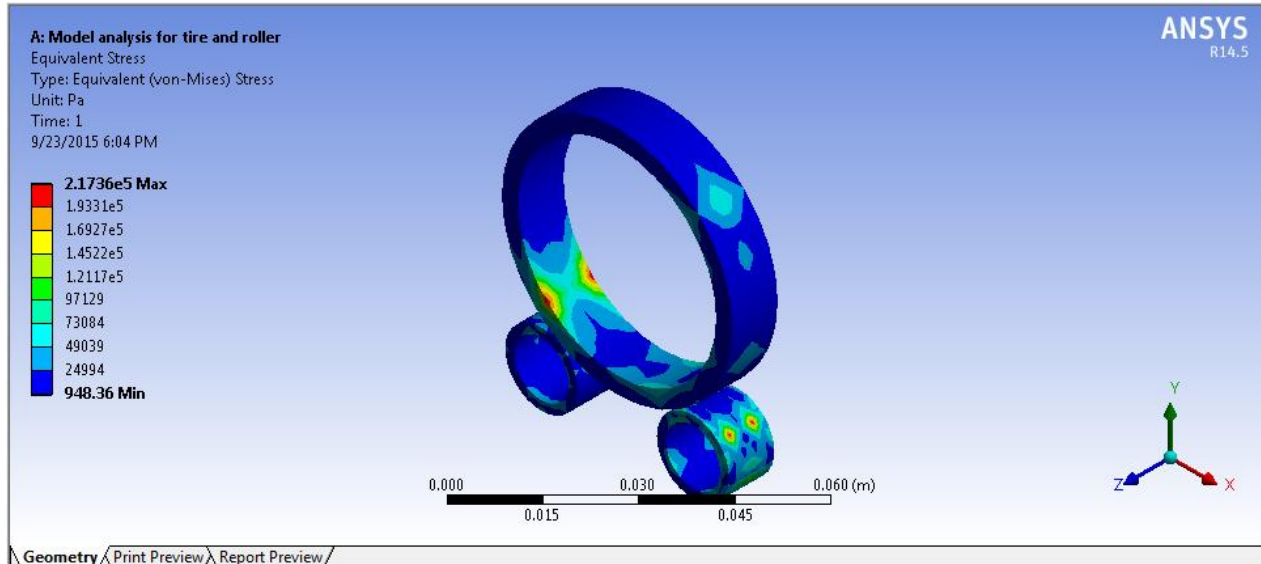 A: Model analysis for tire and roller
Equivalent Stress
Type: Equivalent (von-Mises) Stress
Unit: Pa
Time: 1
9/23/2015 6:04 PM
2.1736e5 Max
1.9331e5
1.6927e5
1.4522e5
1.2117e5
97129
73084
49039
24994
948.36 Min
ANSYS
R14.5
0.000 0.030 0.060 (m)
0.015 0.045
Y
Z X
Geometry Print Preview Report Preview